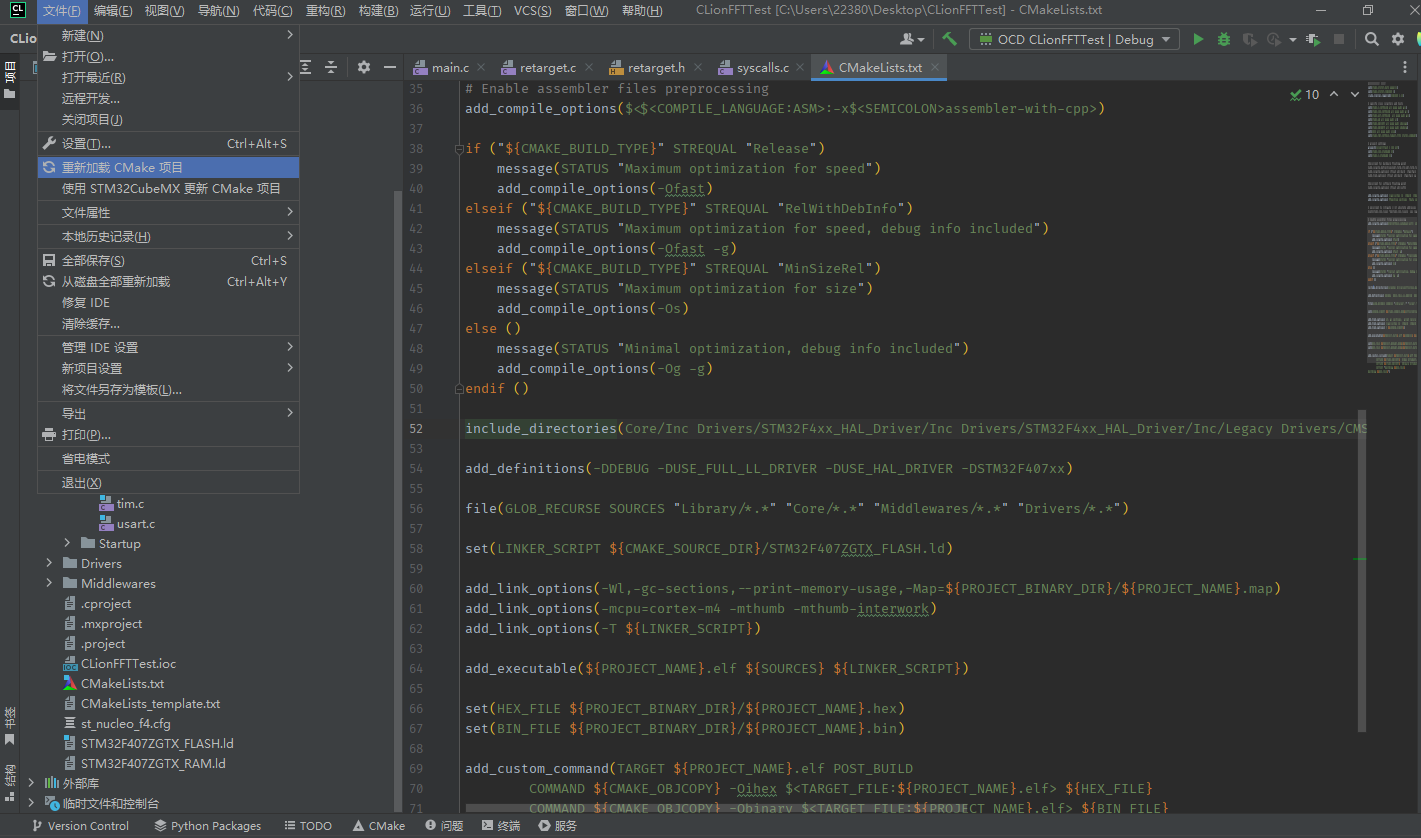 CL 文件(F) 编辑(E) 视图(V) 导航(N) 代码(C) 重构(R) 构建(B) 运行(U) 工具(T) VCS(S) 窗口(W) 帮助(H) CLionFFTTest [C:\Users\22380\Desktop\CLionFFTTest] - CMakeLists.txt
CLio
OCD CLionFFTTest | Debug
新建(N)
打开(O)...
打开最近(R)
远程开发...
关闭项目(J)
设置(T)... Ctrl+Alt+S
重新加载 CMake 项目
使用 STM32CubeMX 更新 CMake 项目
文件属性
本地历史记录(H)
全部保存(S) Ctrl+S
从磁盘全部重新加载 Ctrl+Alt+Y
修复 IDE
清除缓存...
管理 IDE 设置
新项目设置
将文件另存为模板(L)...
导出
打印(P)...
省电模式
退出(X)
项目
书签
结构
tim.c
usart.c
Startup
Drivers
Middlewares
.cproject
.mxproject
.project
CLionFFTTest.ioc
CMakeLists.txt
CMakeLists_template.txt
st_nucleo_f4.cfg
STM32F407ZGTX_FLASH.ld
STM32F407ZGTX_RAM.ld
外部库
临时文件和控制台
main.c retarget.c retarget.h syscalls.c CMakeLists.txt
10
35 # Enable assembler files preprocessing
36 add_compile_options($<$<COMPILE_LANGUAGE:ASM>:-x$<SEMICOLON>assembler-with-cpp>)
37
38 if ("${CMAKE_BUILD_TYPE}" STREQUAL "Release")
39 message(STATUS "Maximum optimization for speed")
40 add_compile_options(-Ofast)
41 elseif ("${CMAKE_BUILD_TYPE}" STREQUAL "RelWithDebInfo")
42 message(STATUS "Maximum optimization for speed, debug info included")
43 add_compile_options(-Ofast -g)
44 elseif ("${CMAKE_BUILD_TYPE}" STREQUAL "MinSizeRel")
45 message(STATUS "Maximum optimization for size")
46 add_compile_options(-Os)
47 else ()
48 message(STATUS "Minimal optimization, debug info included")
49 add_compile_options(-Og -g)
50 endif ()
51
52 include_directories(Core/Inc Drivers/STM32F4xx_HAL_Driver/Inc Drivers/STM32F4xx_HAL_Driver/Inc/Legacy Drivers/CMS
53
54 add_definitions(-DDEBUG -DUSE_FULL_LL_DRIVER -DUSE_HAL_DRIVER -DSTM32F407xx)
55
56 file(GLOB_RECURSE SOURCES "Library/*.*" "Core/*.*" "Middlewares/*.*" "Drivers/*.*")
57
58 set(LINKER_SCRIPT ${CMAKE_SOURCE_DIR}/STM32F407ZGTX_FLASH.ld)
59
60 add_link_options(-Wl,-gc-sections,--print-memory-usage,-Map=${PROJECT_BINARY_DIR}/${PROJECT_NAME}.map)
61 add_link_options(-mcpu=cortex-m4 -mthumb -mthumb-interwork)
62 add_link_options(-T ${LINKER_SCRIPT})
63
64 add_executable(${PROJECT_NAME}.elf ${SOURCES} ${LINKER_SCRIPT})
65
66 set(HEX_FILE ${PROJECT_BINARY_DIR}/${PROJECT_NAME}.hex)
67 set(BIN_FILE ${PROJECT_BINARY_DIR}/${PROJECT_NAME}.bin)
68
69 add_custom_command(TARGET ${PROJECT_NAME}.elf POST_BUILD
70 COMMAND ${CMAKE_OBJCOPY} -Oihex $<TARGET_FILE:${PROJECT_NAME}.elf> ${HEX_FILE}
71 COMMAND ${CMAKE_OBJCOPY} -Obinary $<TARGET_FILE:${PROJECT_NAME}.elf> ${BIN_FILE}
Version Control Python Packages TODO CMake 问题 终端 服务